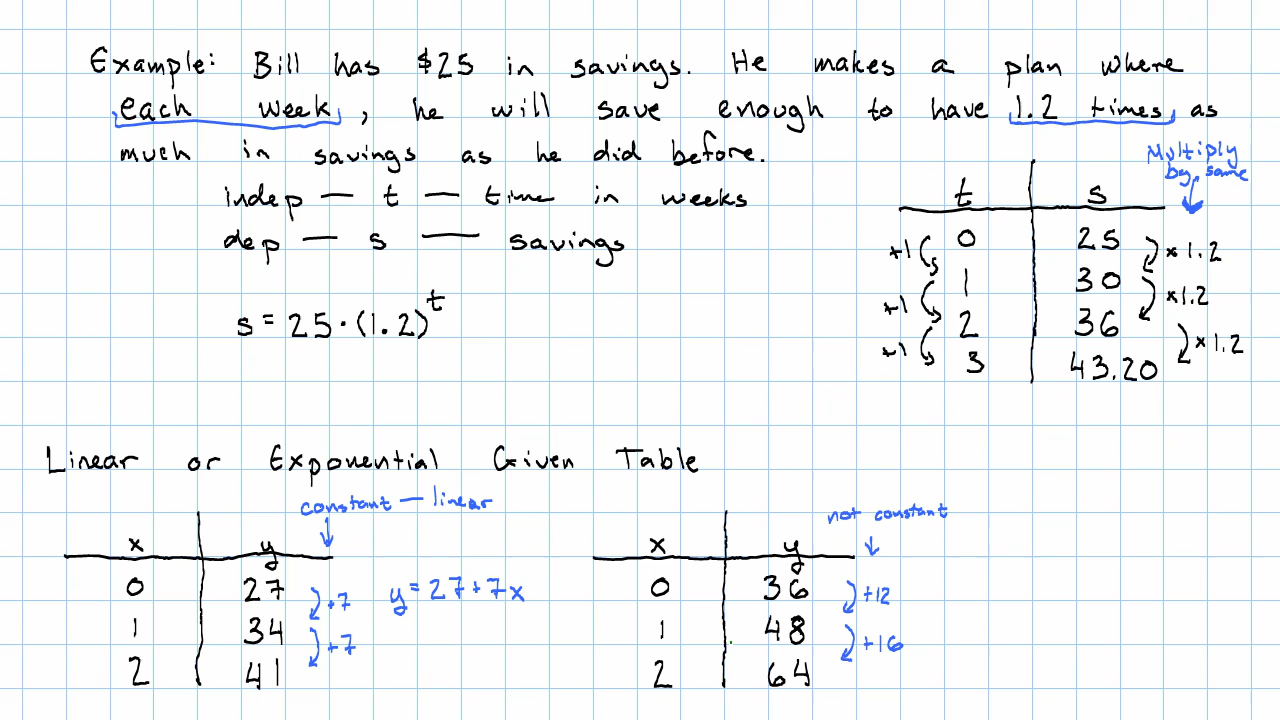 Example: Bill has $25 in savings. He makes a plan where
each week, he will save enough to have 1.2 times as
much in savings as he did before.
indep — t — time in weeks
dep — s — savings
s = 25·(1.2)^t
Multiply
by same
t s
0 25
1 30
2 36
3 43.20
+1
+1
+1
×1.2
×1.2
×1.2
Linear or Exponential Given Table
constant — linear
x y
0 27
1 34
2 41
+7
+7
y = 27+7x
not constant
x y
0 36
1 48
2 64
+12
+16